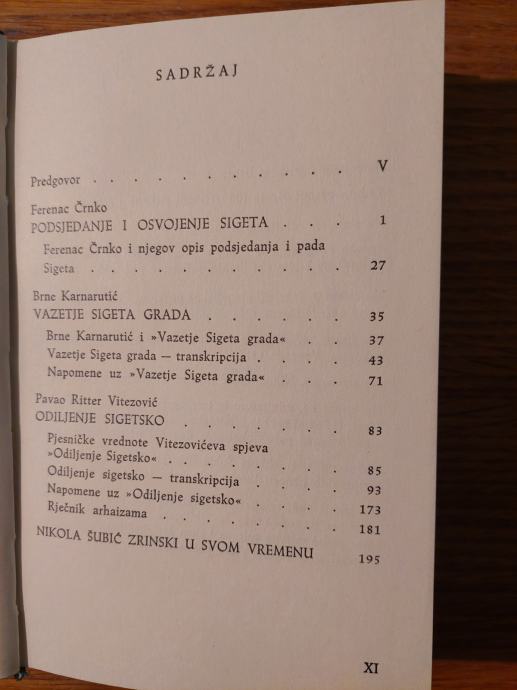 SADRŽAJ
Predgovor . . . . . . . . . . . V
Ferenac Črnko
PODSJEDANJE I OSVOJENJE SIGETA . . . 1
Ferenac Črnko i njegov opis podsjedanja i pada
Sigeta . . . . . . . . . . . 27
Brne Karnarutić
VAZETJE SIGETA GRADA . . . . . . 35
Brne Karnarutić i »Vazetje Sigeta grada« . . 37
Vazetje Sigeta grada — transkripcija . . . 43
Napomene uz »Vazetje Sigeta grada« . . . 71
Pavao Ritter Vitezović
ODILJENJE SIGETSKO . . . . . . . 83
Pjesničke vrednote Vitezovićeva spjeva
»Odiljenje Sigetsko« . . . . . . . 85
Odiljenje sigetsko — transkripcija . . . . 93
Napomene uz »Odiljenje sigetsko« . . . . 173
Rječnik arhaizama . . . . . . . . 181
NIKOLA ŠUBIĆ ZRINSKI U SVOM VREMENU 195
XI